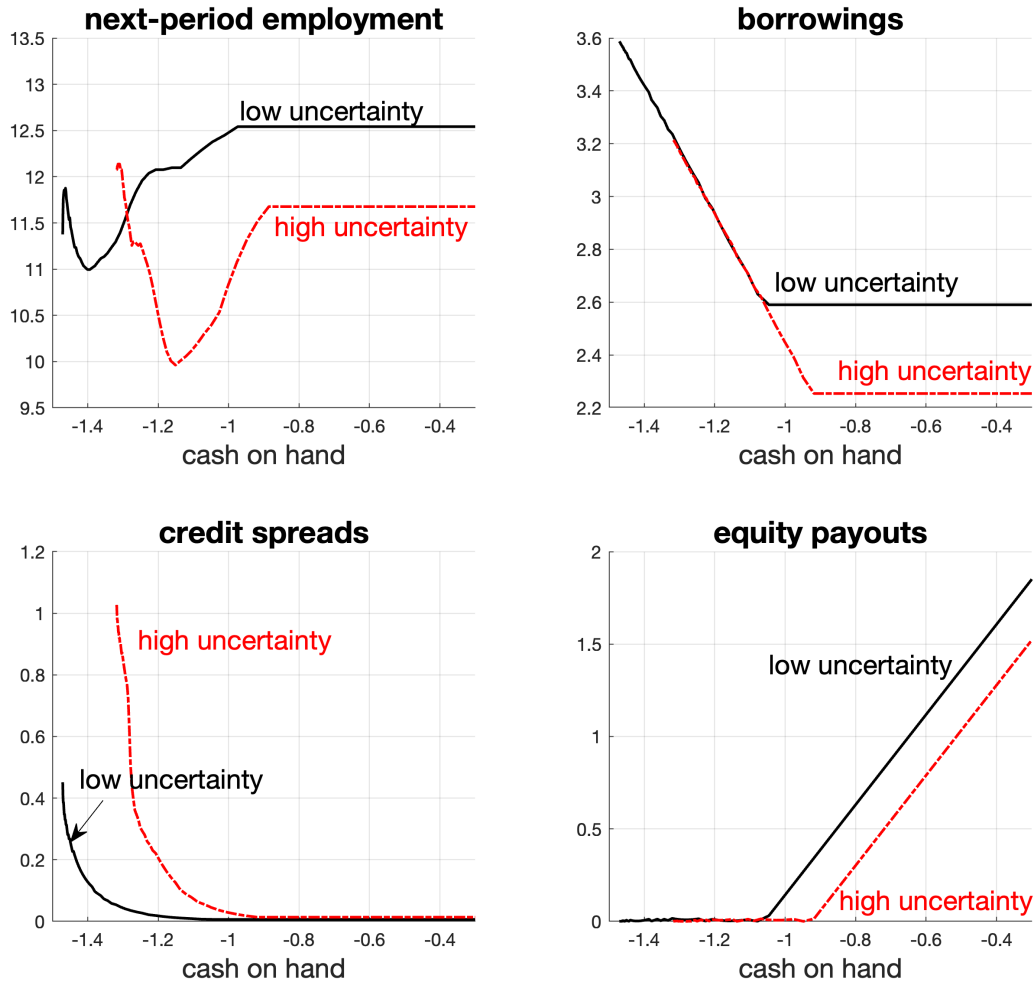 next-period employment
13.5
13
12.5
12
11.5
11
10.5
10
9.5
low uncertainty
high uncertainty
-1.4 -1.2 -1 -0.8 -0.6 -0.4
cash on hand
borrowings
3.6
3.4
3.2
3
2.8
2.6
2.4
2.2
low uncertainty
high uncertainty
-1.4 -1.2 -1 -0.8 -0.6 -0.4
cash on hand
credit spreads
1.2
1
0.8
0.6
0.4
0.2
0
high uncertainty
low uncertainty
-1.4 -1.2 -1 -0.8 -0.6 -0.4
cash on hand
equity payouts
2
1.5
1
0.5
0
low uncertainty
high uncertainty
-1.4 -1.2 -1 -0.8 -0.6 -0.4
cash on hand